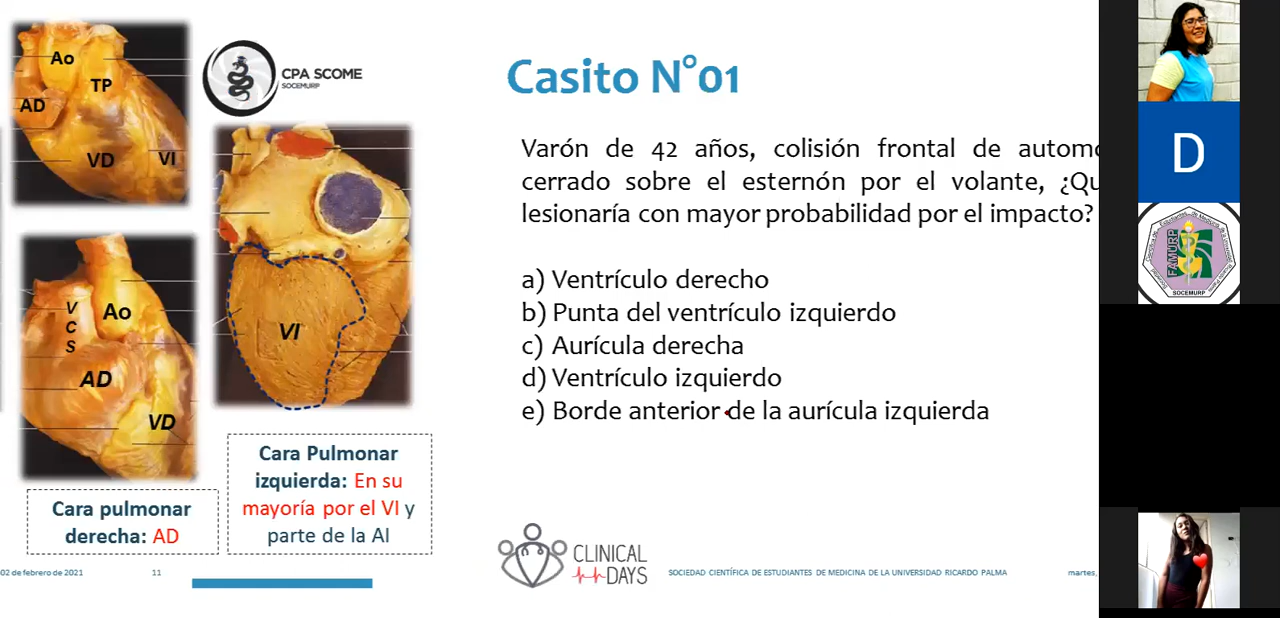 Ao
TP
AD
VD
VI
CPA SCOME
SOCEMURP
VI
V
C
S
Ao
AD
VD
Cara pulmonar
derecha: AD
Cara Pulmonar
izquierda: En su
mayoría por el VI y
parte de la AI
02 de febrero de 2021
11
Casito N°01
Varón de 42 años, colisión frontal de automo
cerrado sobre el esternón por el volante, ¿Qu
lesionaría con mayor probabilidad por el impacto?
a) Ventrículo derecho
b) Punta del ventrículo izquierdo
c) Aurícula derecha
d) Ventrículo izquierdo
e) Borde anterior de la aurícula izquierda
CLINICAL
DAYS
SOCIEDAD CIENTÍFICA DE ESTUDIANTES DE MEDICINA DE LA UNIVERSIDAD RICARDO PALMA
martes,
D
FAMURP
SOCEMURP